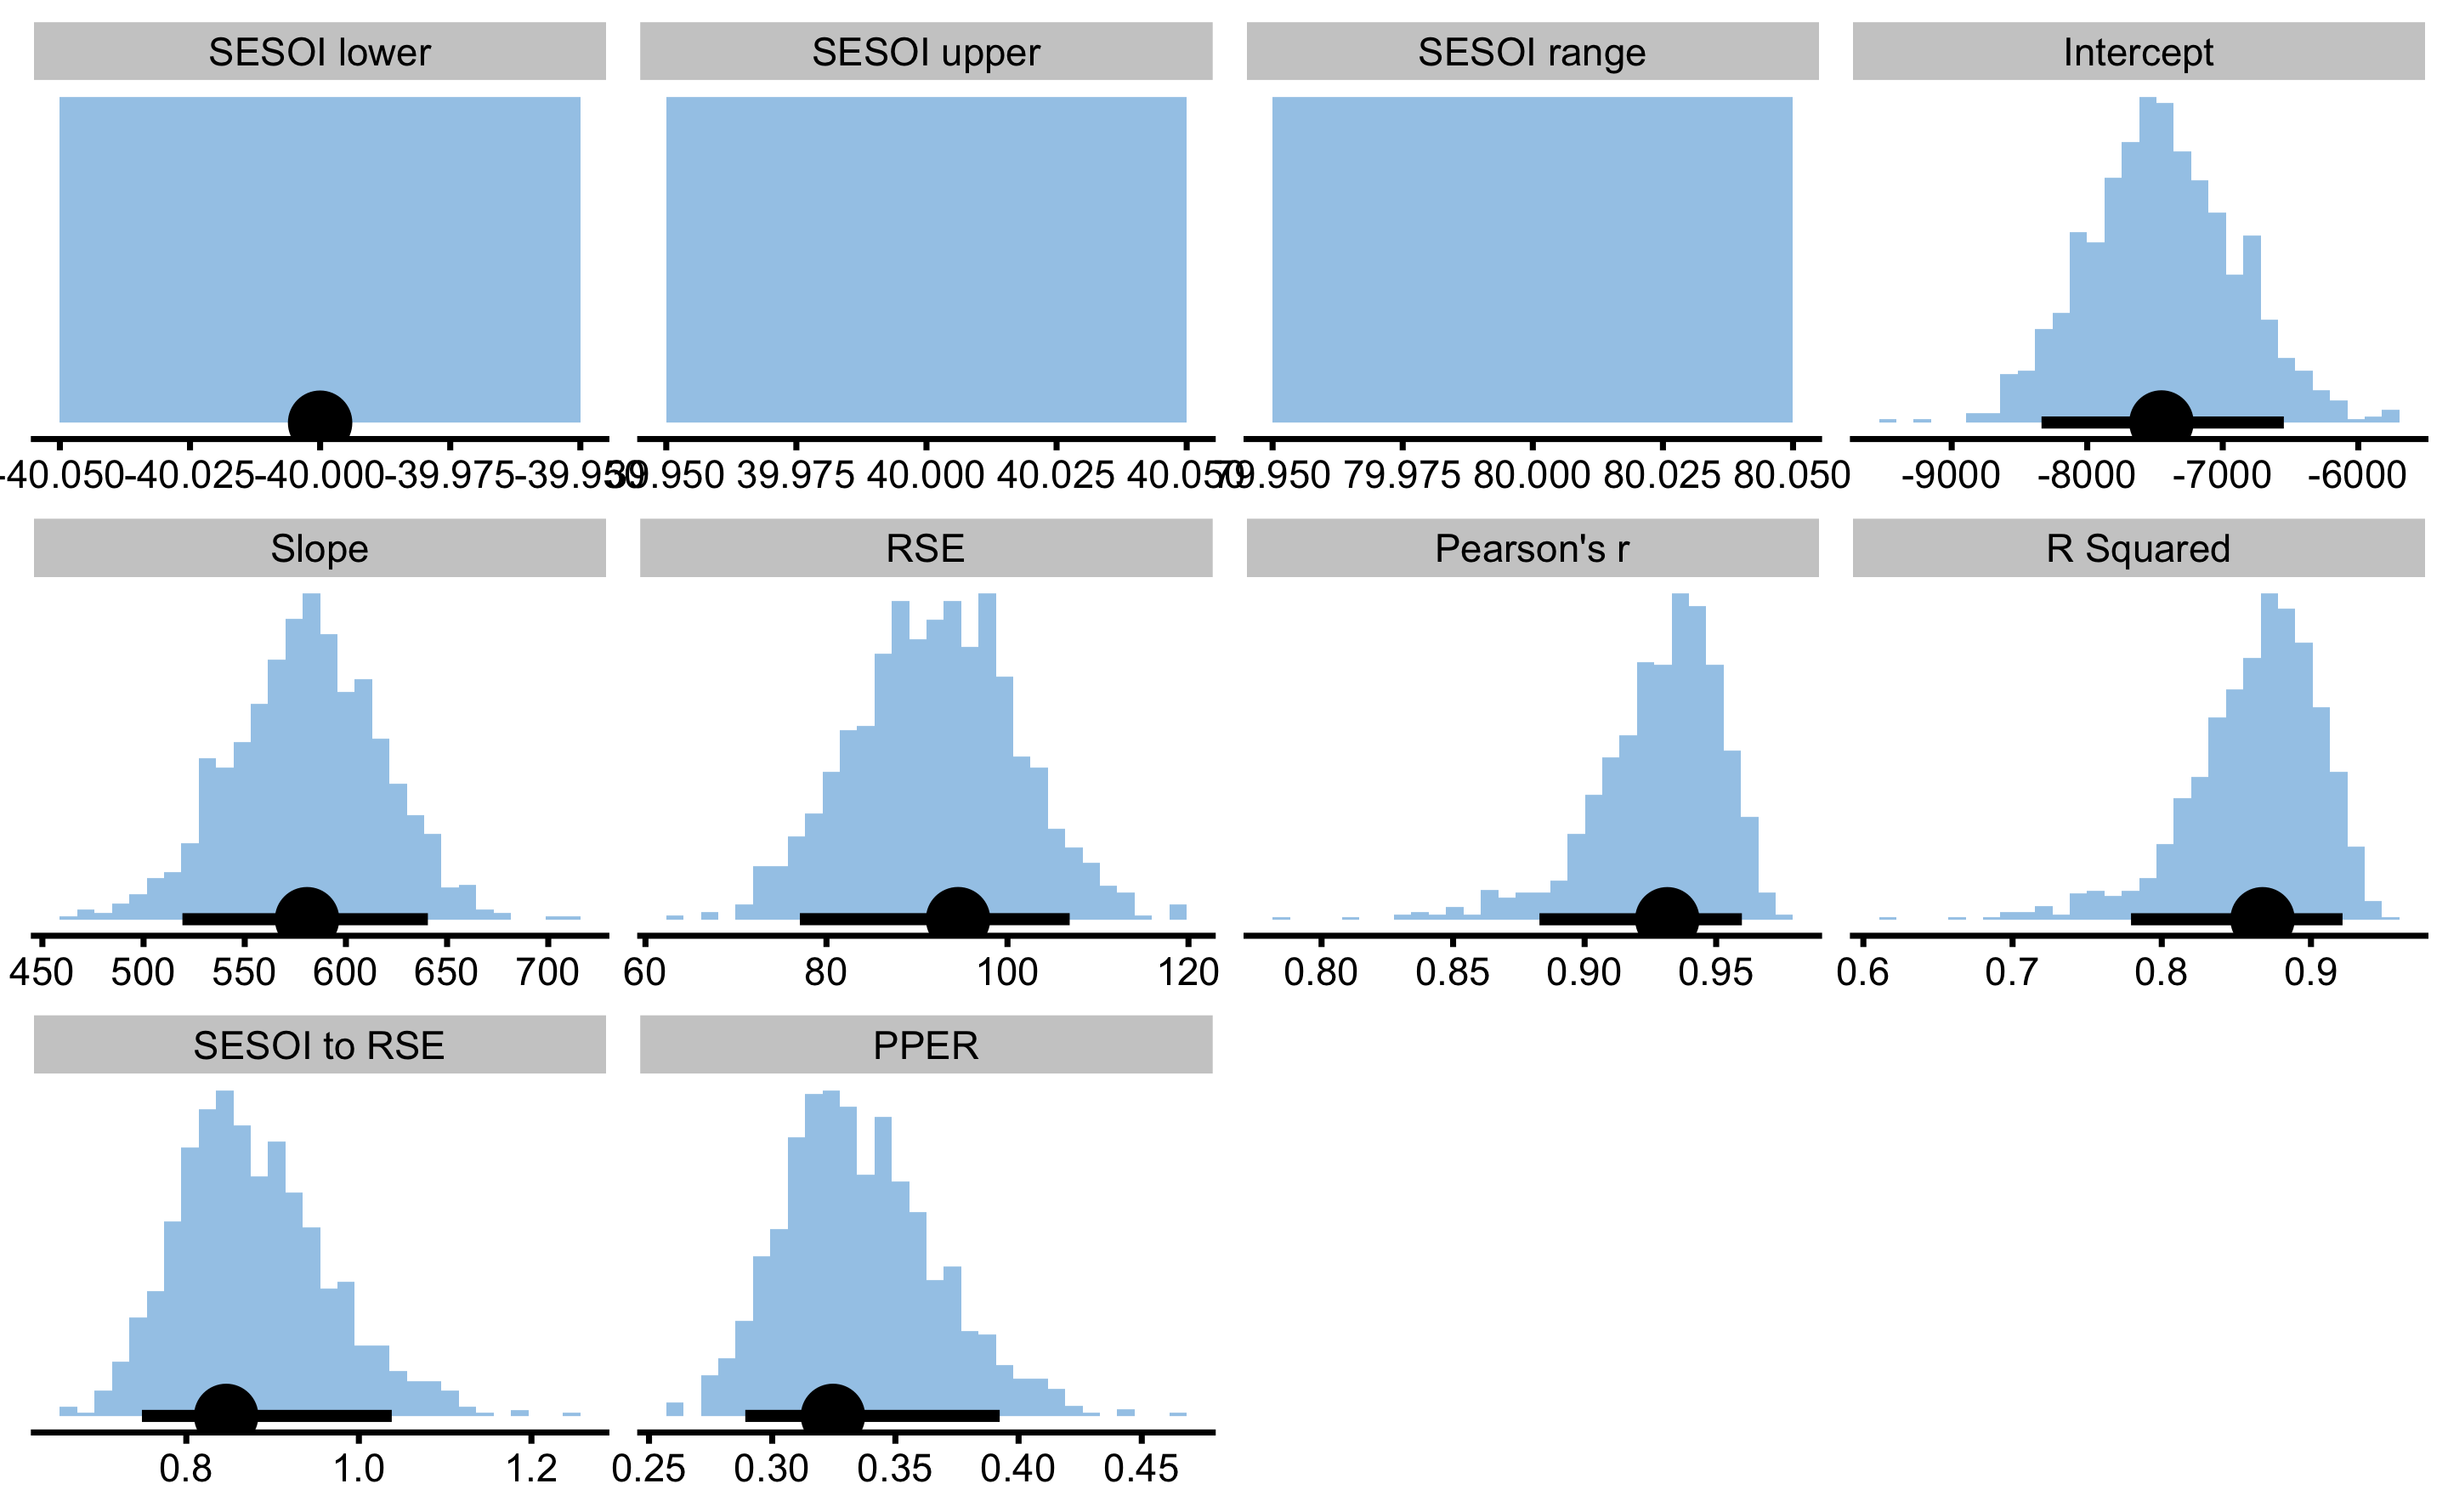 SESOI lower SESOI upper SESOI range Intercept
-40.050 -40.025 -40.000 -39.975 -39.950 39.950 39.975 40.000 40.025 40.050 79.950 79.975 80.000 80.025 80.050 -9000 -8000 -7000 -6000
Slope RSE Pearson's r R Squared
450 500 550 600 650 700 60 80 100 120 0.80 0.85 0.90 0.95 0.6 0.7 0.8 0.9
SESOI to RSE PPER
0.8 1.0 1.2 0.25 0.30 0.35 0.40 0.45